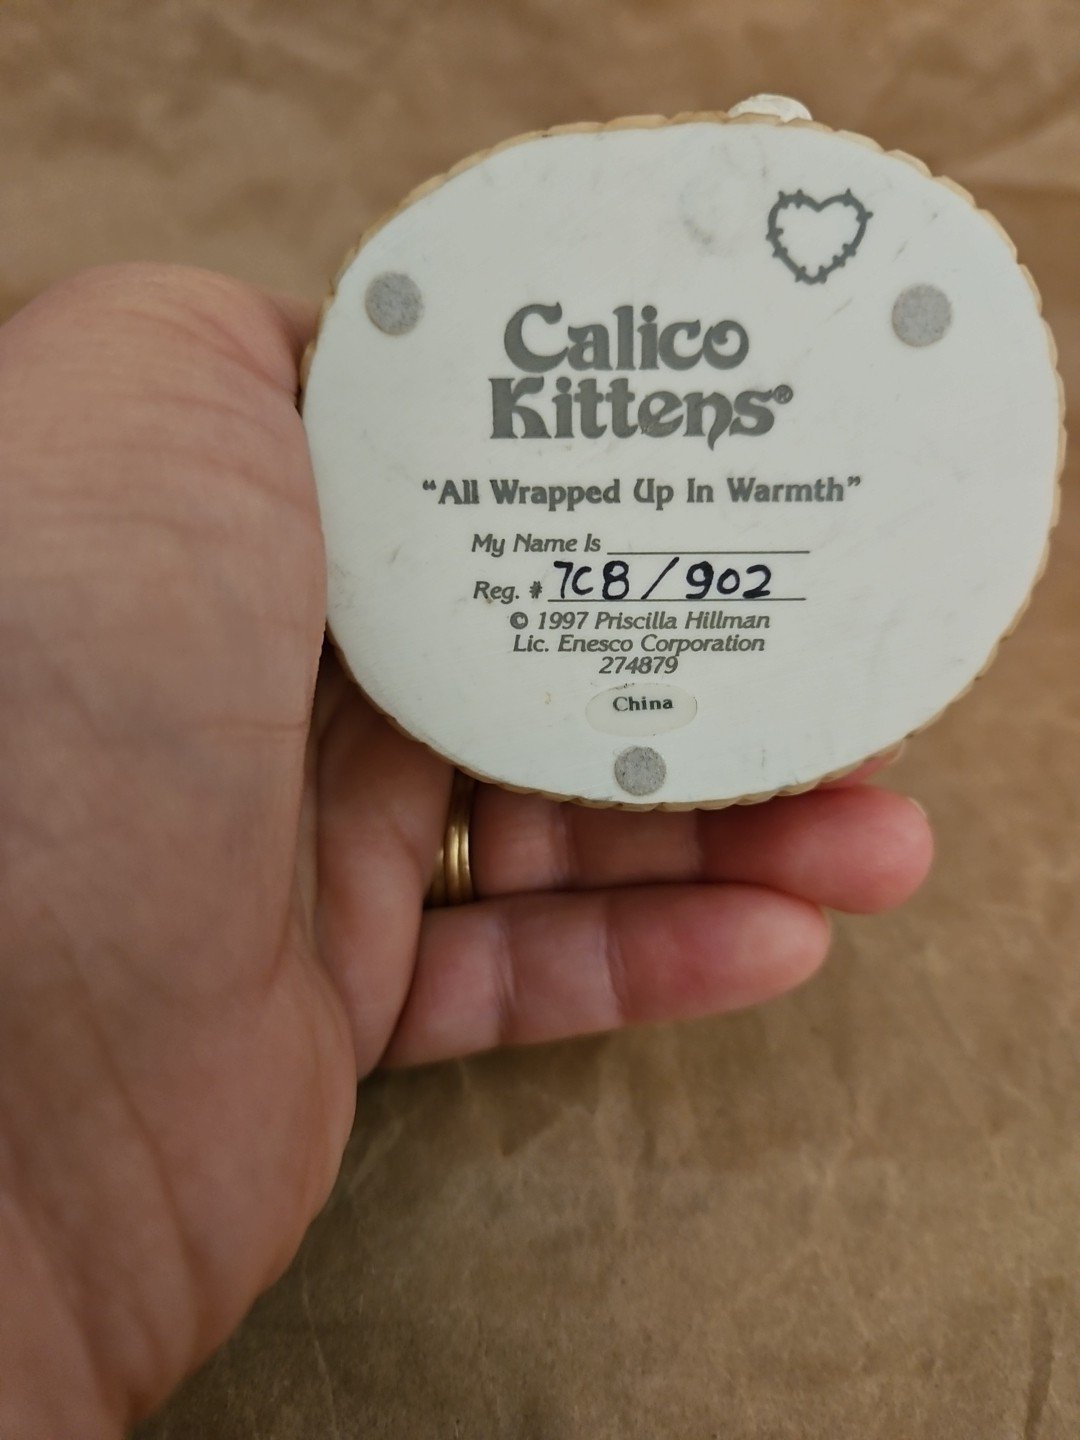 Calico
Kittens®
“All Wrapped Up In Warmth”
My Name Is
Reg. # 7C8/902
© 1997 Priscilla Hillman
Lic. Enesco Corporation
274879
China